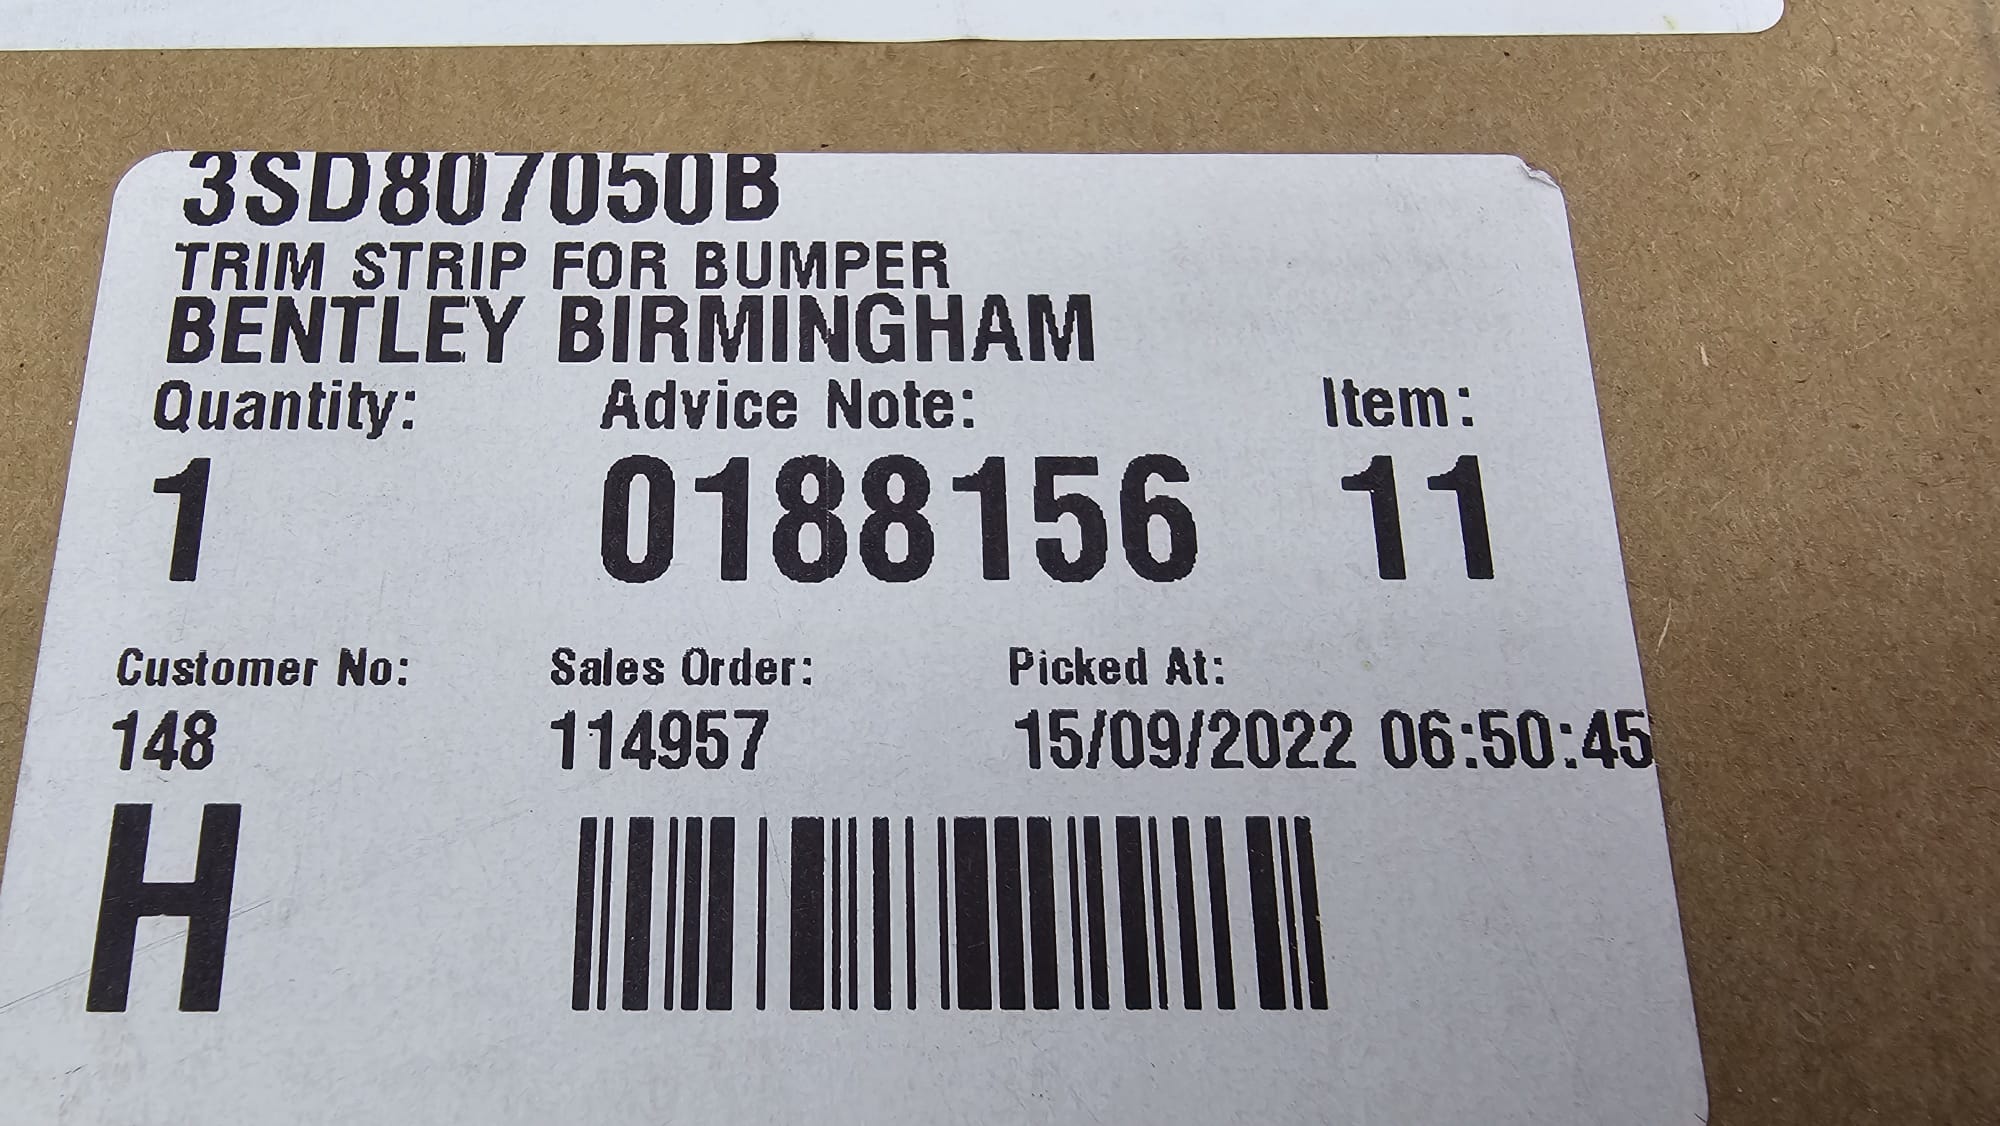 3SD807050B
TRIM STRIP FOR BUMPER
BENTLEY BIRMINGHAM
Quantity: Advice Note: Item:
1 0188156 11
Customer No: Sales Order: Picked At:
148 114957 15/09/2022 06:50:45
H